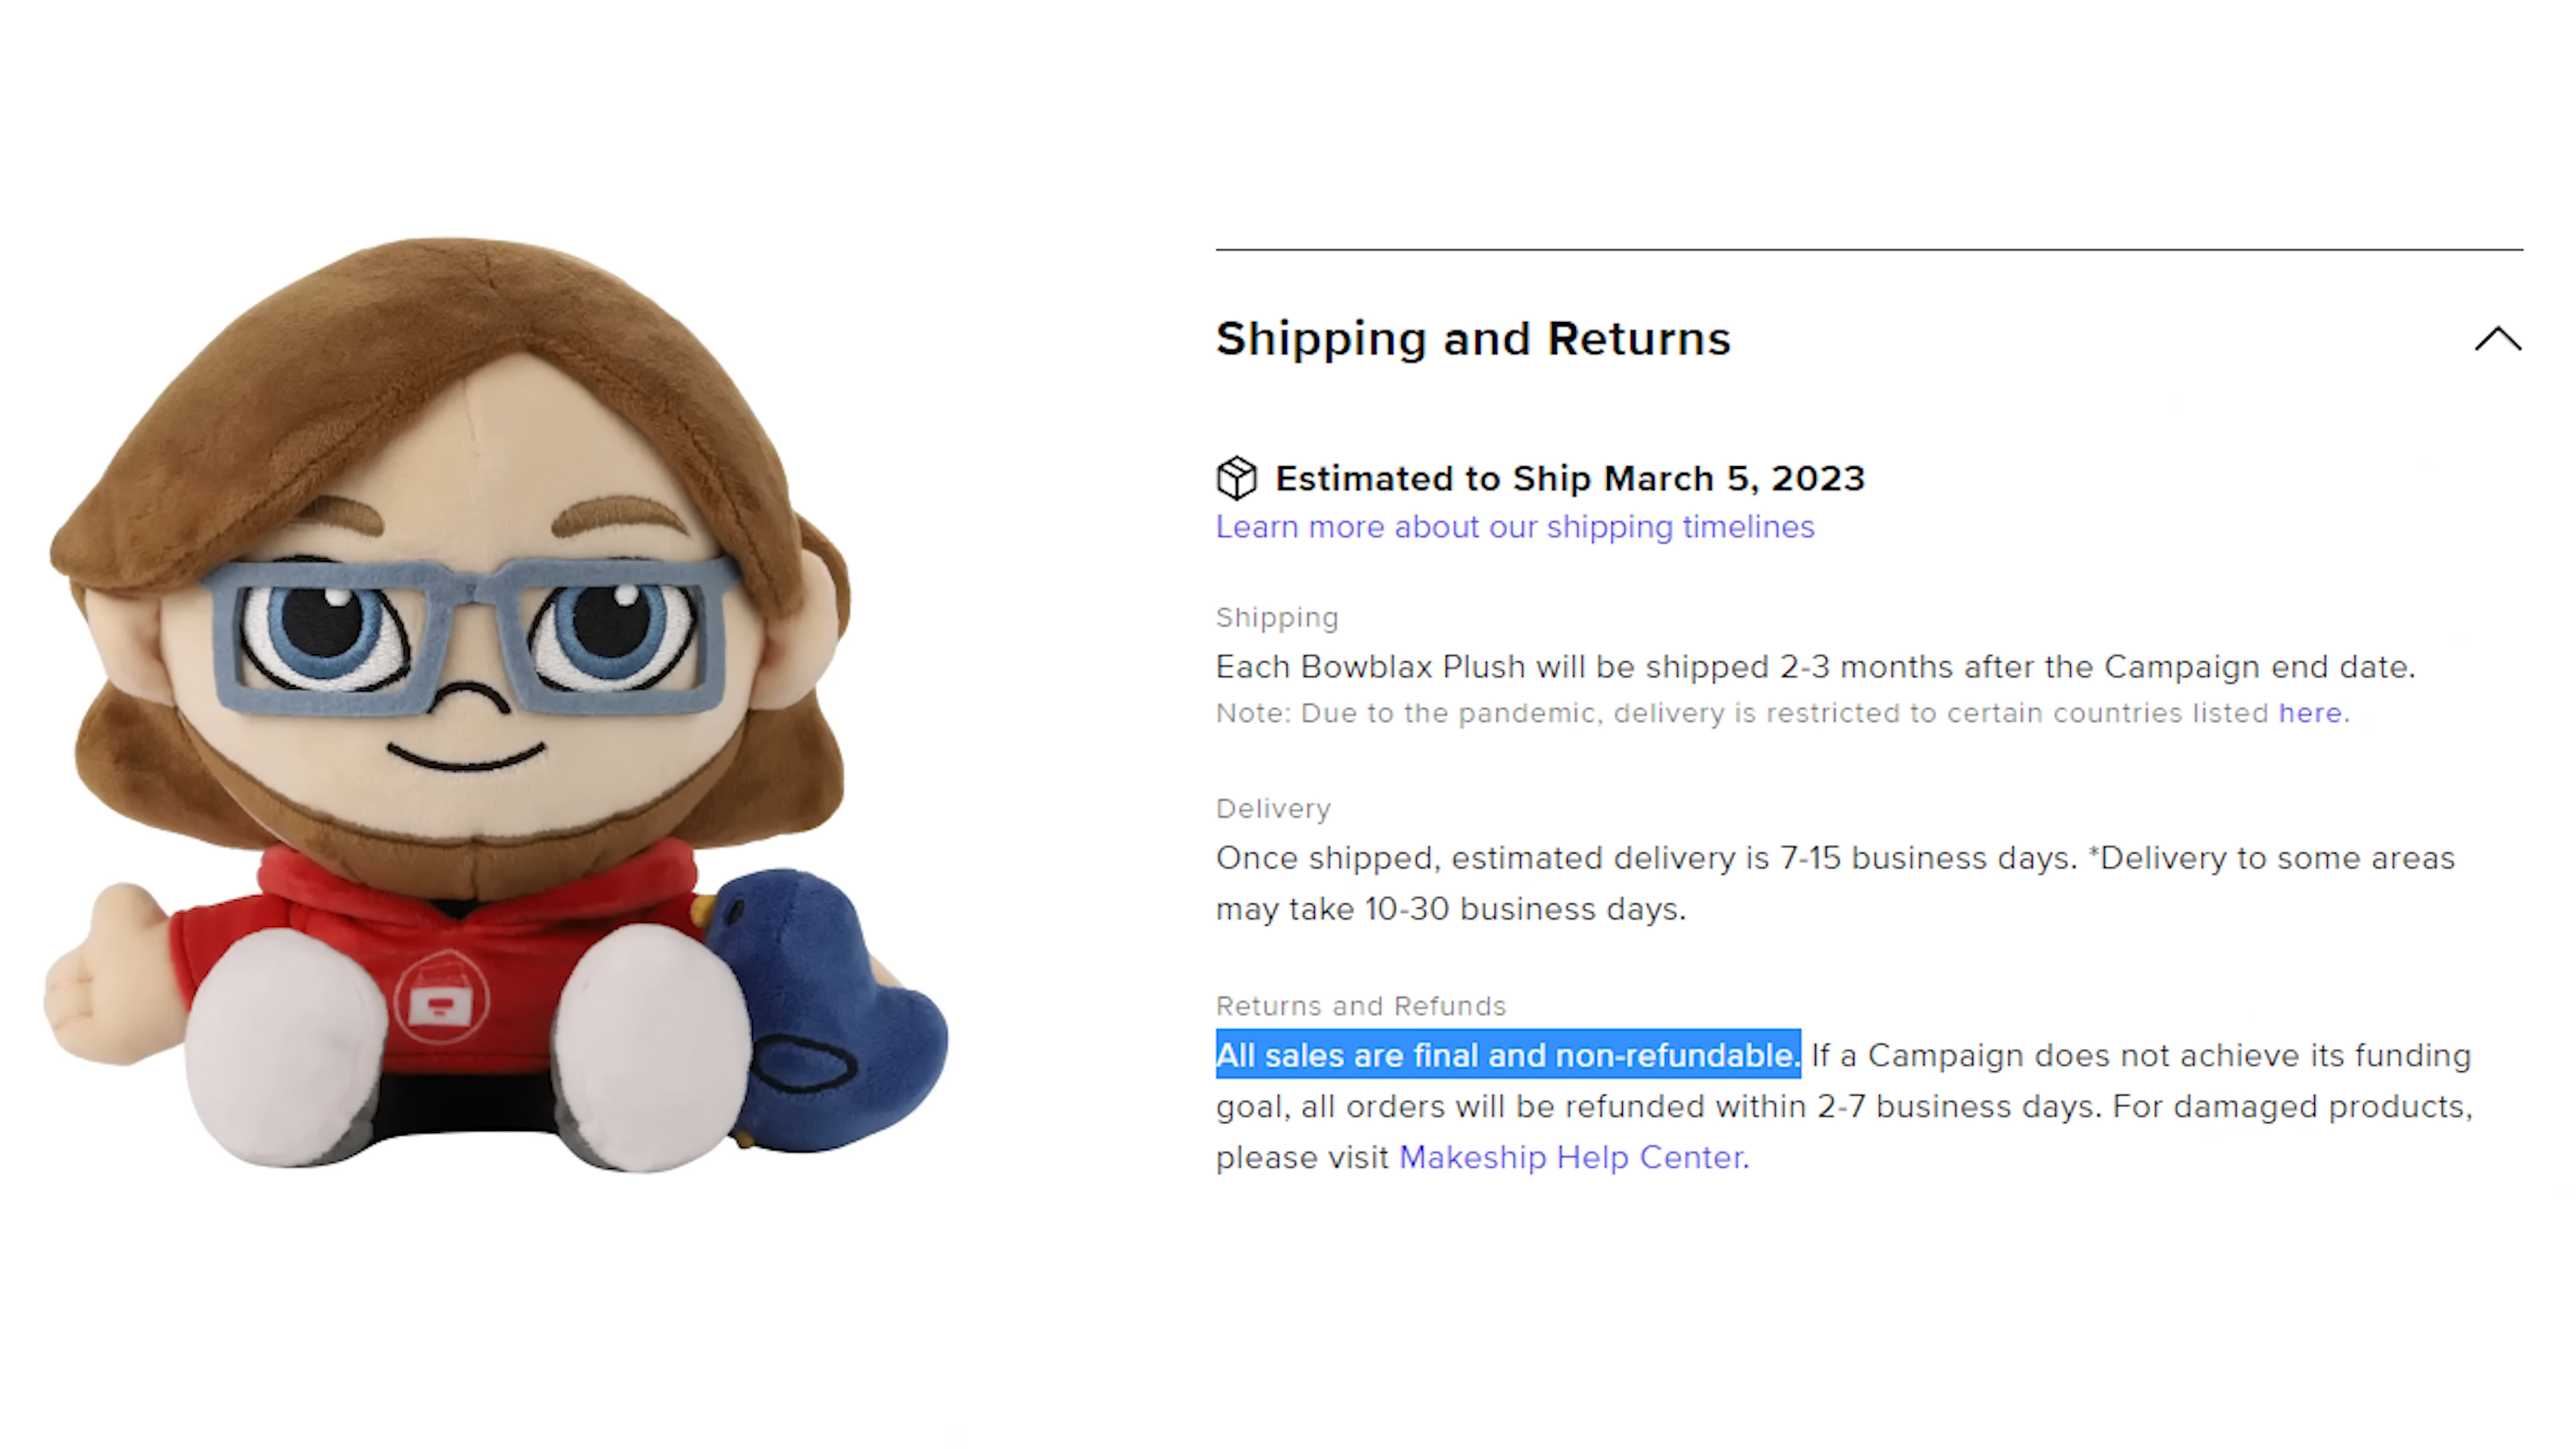 Shipping and Returns
Estimated to Ship March 5, 2023
Learn more about our shipping timelines
Shipping
Each Bowblax Plush will be shipped 2-3 months after the Campaign end date.
Note: Due to the pandemic, delivery is restricted to certain countries listed here.
Delivery
Once shipped, estimated delivery is 7-15 business days. *Delivery to some areas
may take 10-30 business days.
Returns and Refunds
All sales are final and non-refundable. If a Campaign does not achieve its funding
goal, all orders will be refunded within 2-7 business days. For damaged products,
please visit Makeship Help Center.